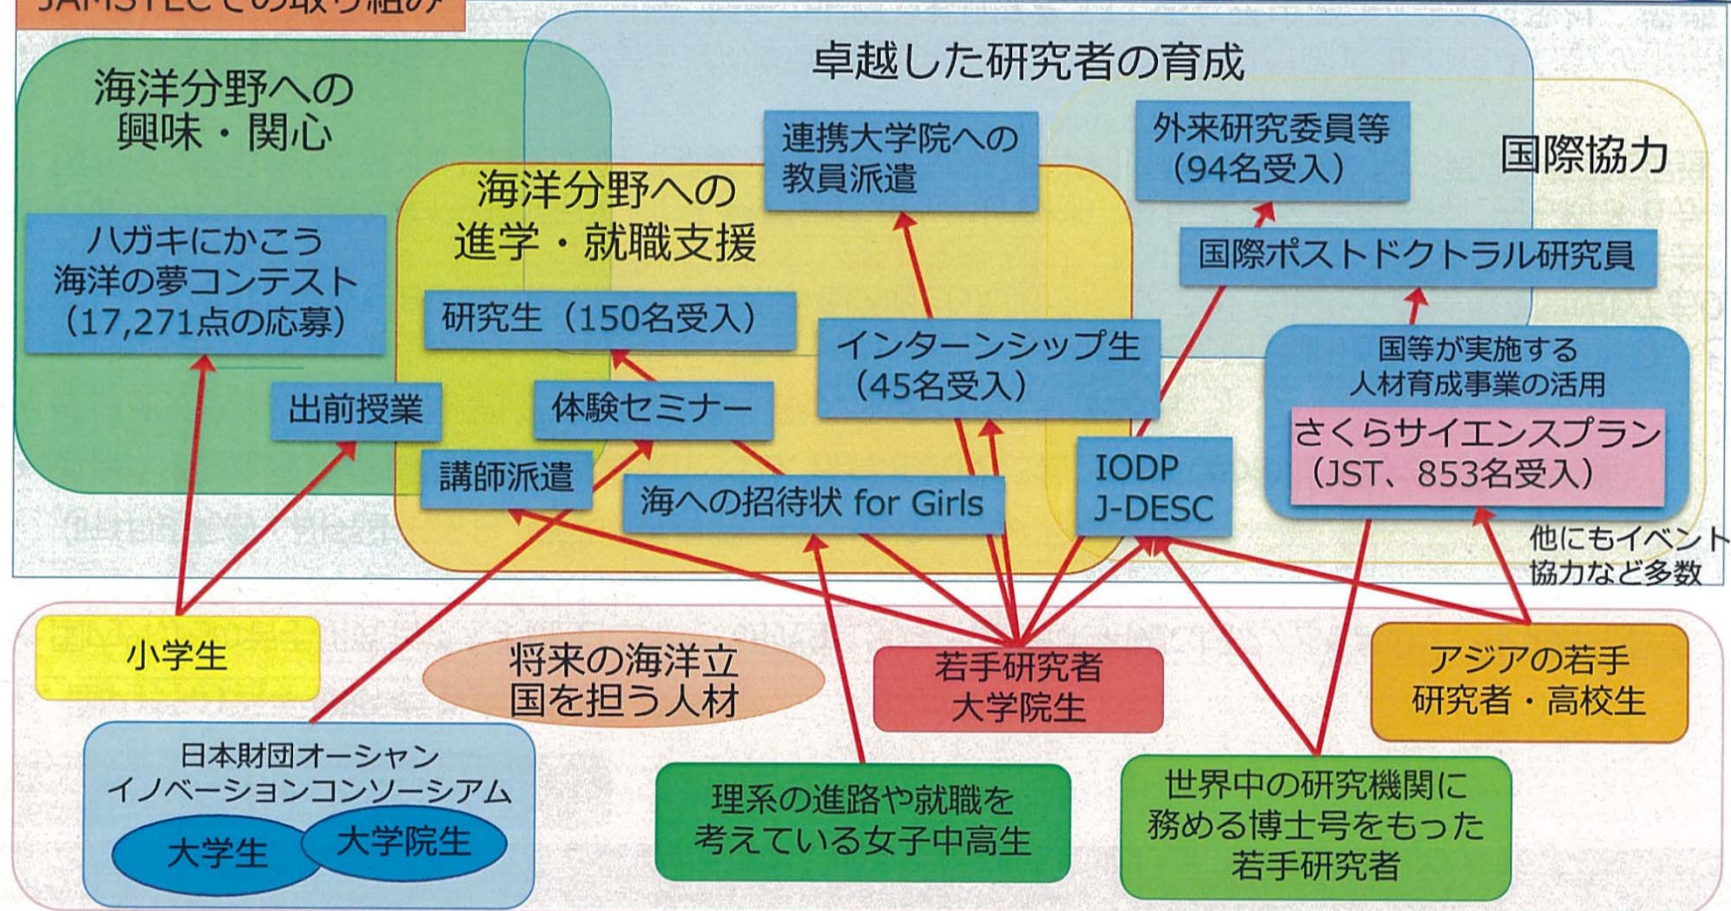 JAMSTECでの取り組み
海洋分野への
興味・関心
卓越した研究者の育成
国際協力
海洋分野への
進学・就職支援
連携大学院への
教員派遣
外来研究委員等
（94名受入）
ハガキにかこう
海洋の夢コンテスト
（17,271点の応募）
国際ポストドクトラル研究員
研究生（150名受入）
インターンシップ生
（45名受入）
国等が実施する
人材育成事業の活用
さくらサイエンスプラン
（JST、853名受入）
出前授業
体験セミナー
講師派遣
海への招待状 for Girls
IODP
J-DESC
他にもイベント
協力など多数
小学生
将来の海洋立
国を担う人材
若手研究者
大学院生
アジアの若手
研究者・高校生
日本財団オーシャン
イノベーションコンソーシアム
大学生
大学院生
理系の進路や就職を
考えている女子中高生
世界中の研究機関に
務める博士号をもった
若手研究者